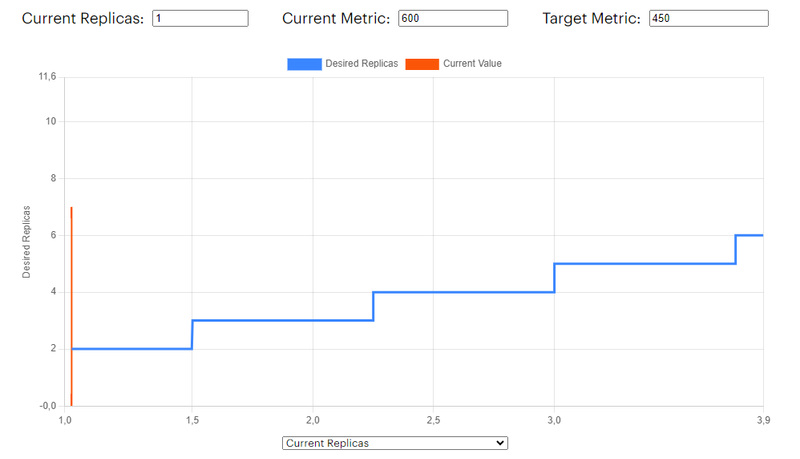 Current Replicas: 1 Current Metric: 600 Target Metric: 450
Desired Replicas Current Value
11,6
10
8
6
4
2
-0,0
Desired Replicas
1,0 1,5 2,0 2,5 3,0 3,9
Current Replicas